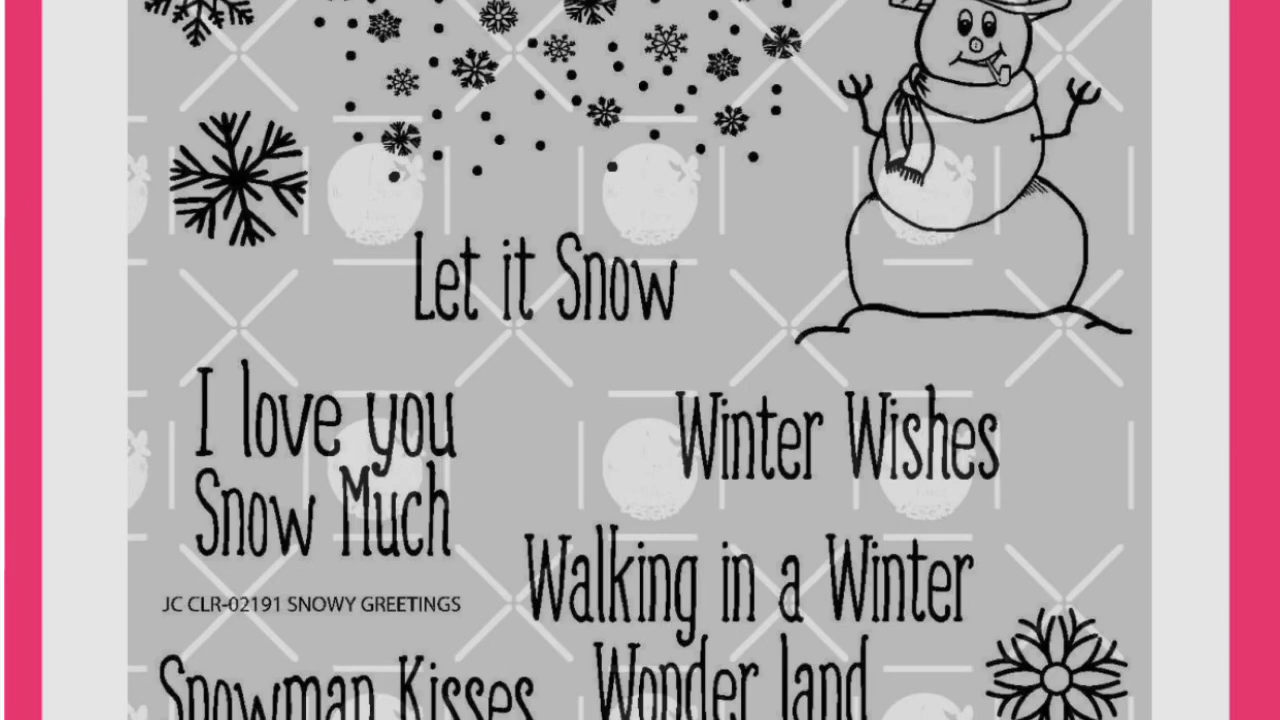 Let it Snow
I love you
Snow Much
Winter Wishes
Walking in a Winter
Wonder land
JC CLR-02191 SNOWY GREETINGS
Snowman Kisses